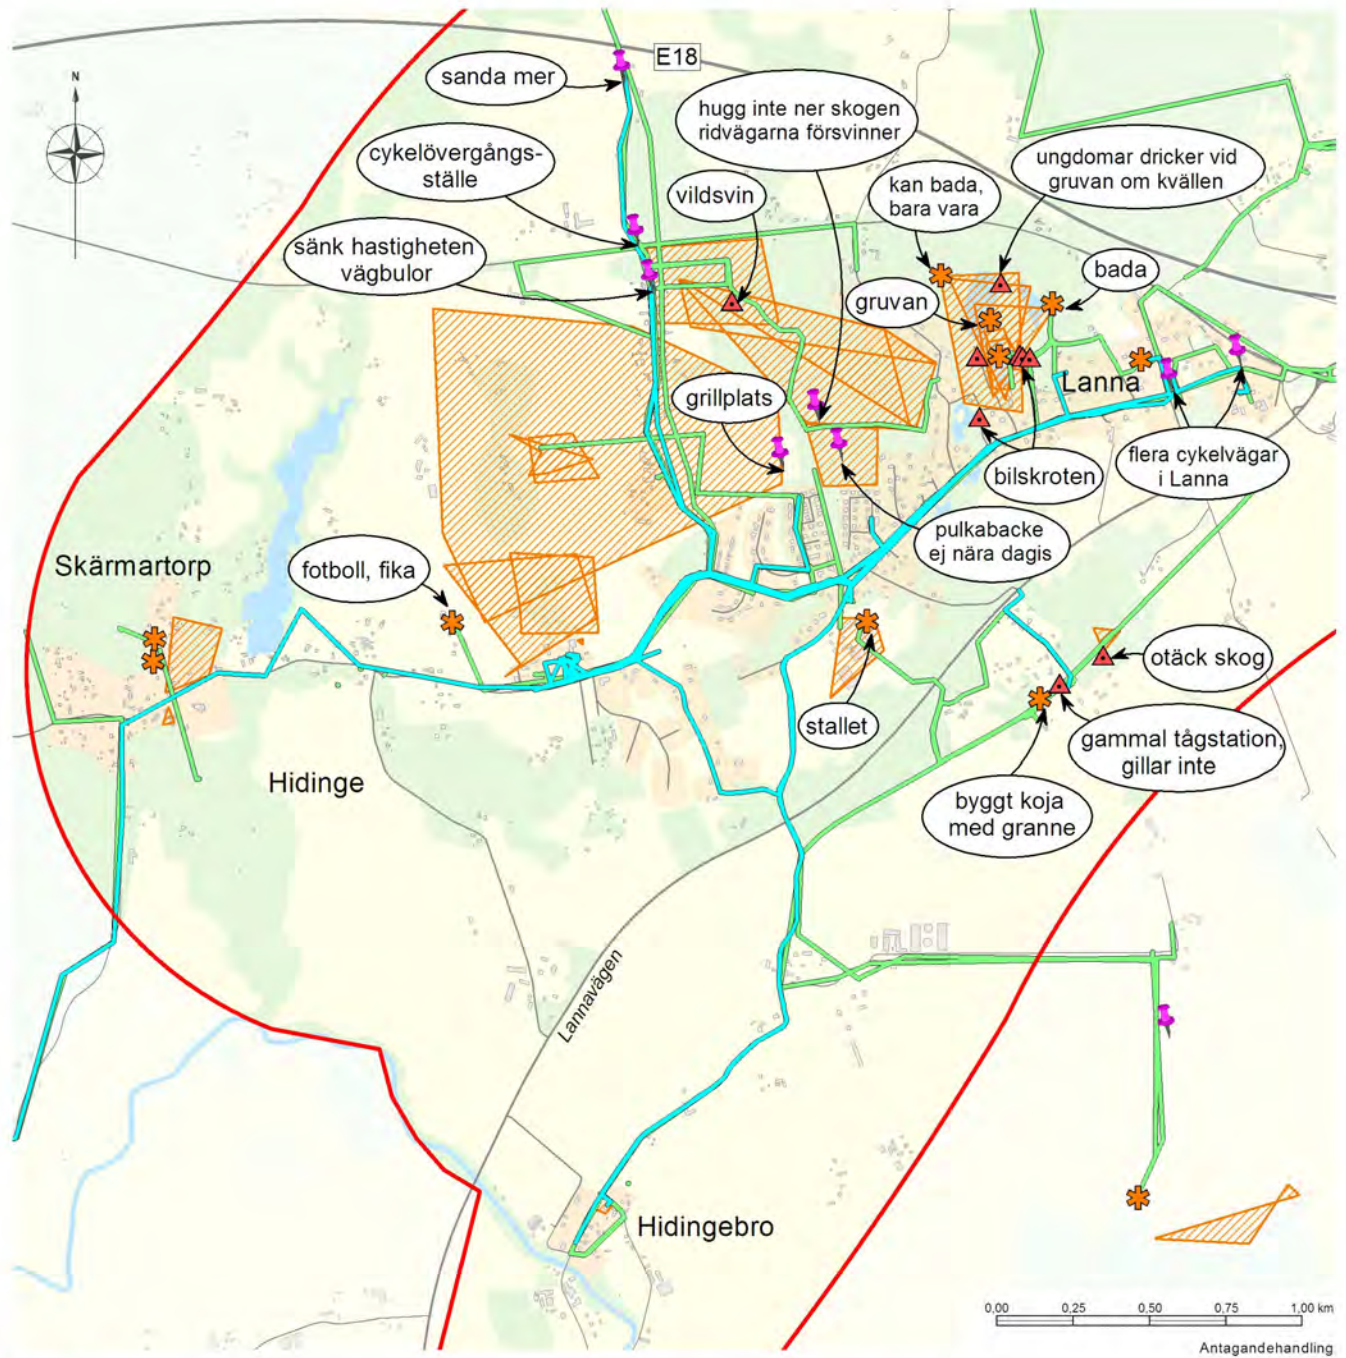 E18
sanda mer
hugg inte ner skogen
ridvägarna försvinner
N
cykelövergångs-
ställe
ungdomar dricker vid
gruvan om kvällen
kan bada,
bara vara
vildsvin
sänk hastigheten
vägbulor
bada
gruvan
Lanna
grillplats
flera cykelvägar
i Lanna
bilskroten
pulkabacke
ej nära dagis
Skärmartorp
fotboll, fika
otäck skog
stallet
gammal tågstation,
gillar inte
Hidinge
byggt koja
med granne
Lannavägen
Hidingebro
0,00 0,25 0,50 0,75 1,00 km
Antagandehandling